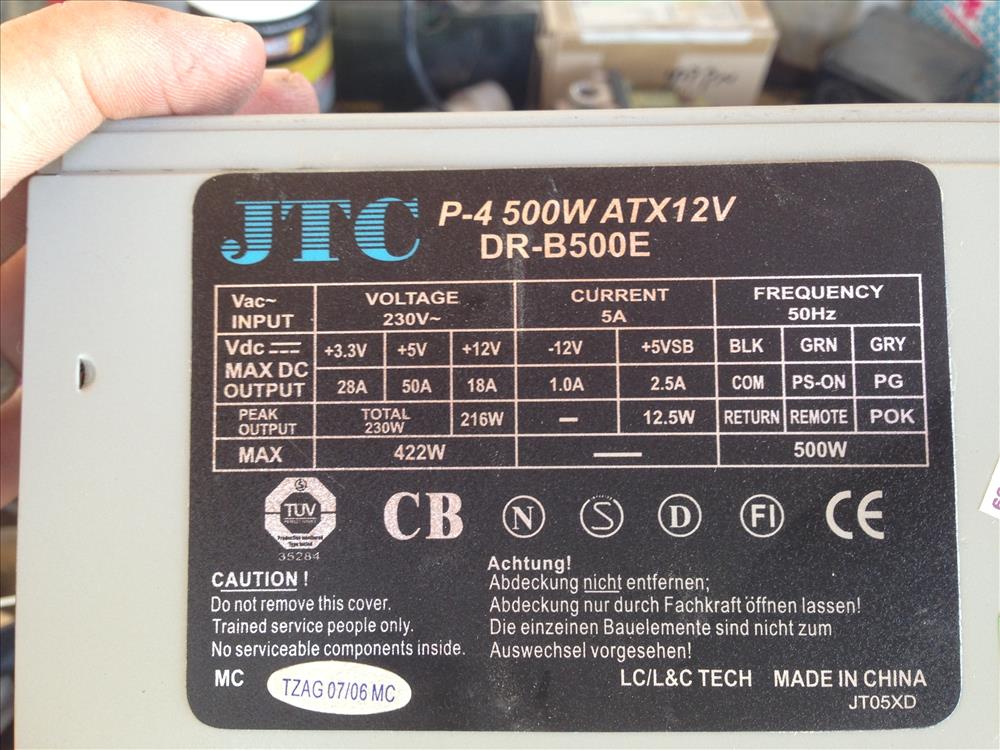 JTC P-4 500W ATX12V
DR-B500E
Vac~ INPUT VOLTAGE 230V~ CURRENT 5A FREQUENCY 50Hz
Vdc MAX DC OUTPUT +3.3V +5V +12V -12V +5VSB BLK GRN GRY
28A 50A 18A 1.0A 2.5A COM PS-ON PG
PEAK OUTPUT TOTAL 230W 216W — 12.5W RETURN REMOTE POK
MAX 422W — 500W
TÜV
Type tested
35284
CB N S D FI CE
CAUTION !
Do not remove this cover.
Trained service people only.
No serviceable components inside.
Achtung!
Abdeckung nicht entfernen;
Abdeckung nur durch Fachkraft öffnen lassen!
Die einzeinen Bauelemente sind nicht zum
Auswechsel vorgesehen!
MC TZAG 07/06 MC LC/L&C TECH MADE IN CHINA
JT05XD